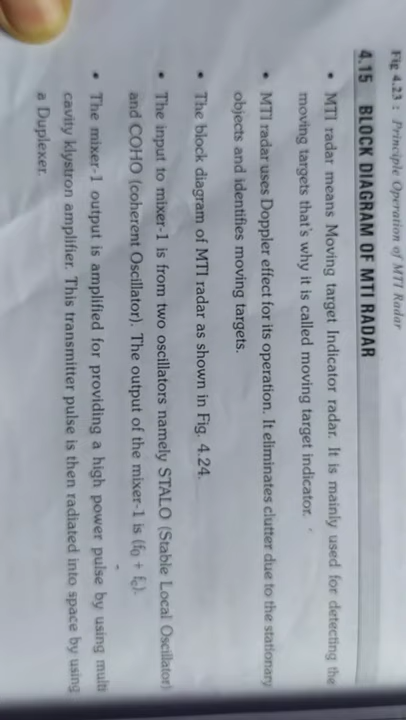 Fig 4.23 : Principle Operation of MTI Radar
4.15 BLOCK DIAGRAM OF MTI RADAR
• MTI radar means Moving target Indicator radar. It is mainly used for detecting the
moving targets that's why it is called moving target indicator.
• MTI radar uses Doppler effect for its operation. It eliminates clutter due to the stationary
objects and identifies moving targets.
• The block diagram of MTI radar as shown in Fig. 4.24.
• The input to mixer-1 is from two oscillators namely STALO (Stable Local Oscillator)
and COHO (coherent Oscillator). The output of the mixer-1 is (f₀ + f꜀).
• The mixer-1 output is amplified for providing a high power pulse by using multi
cavity klystron amplifier. This transmitter pulse is then radiated into space by using
a Duplexer.